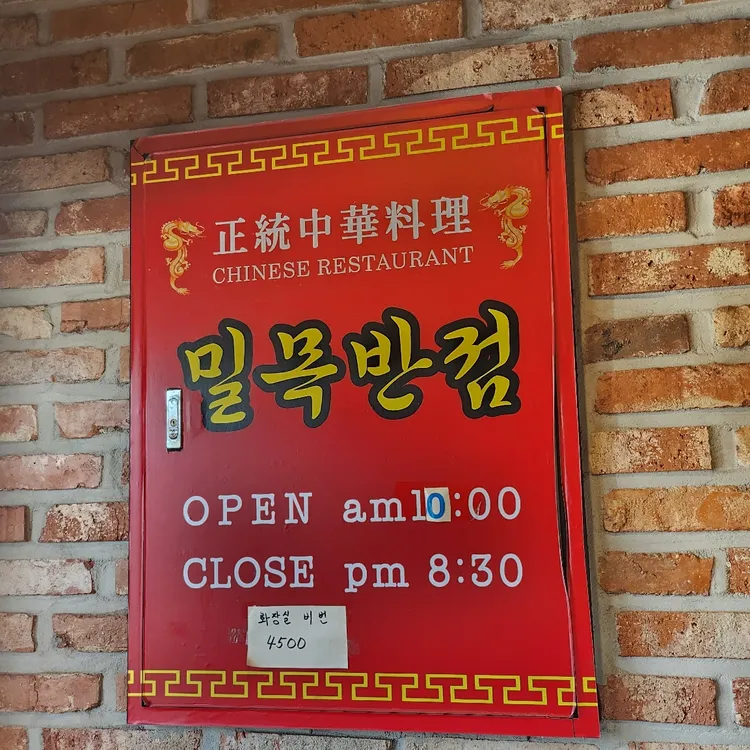 正統中華料理
CHINESE RESTAURANT
밀목반점
OPEN am10:00
CLOSE pm 8:30
화장실 비번
4500